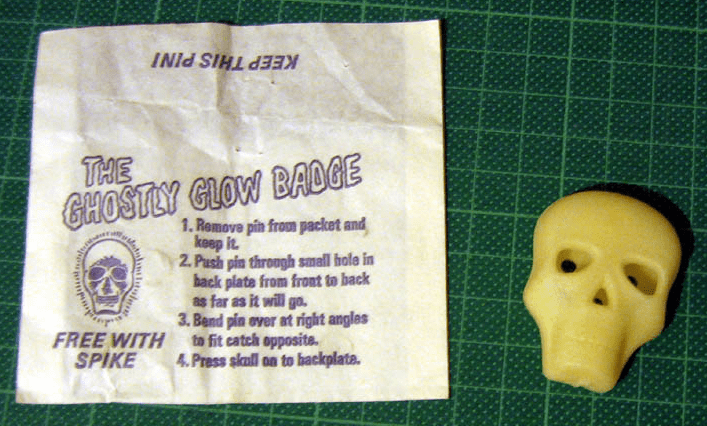 KEEP THIS PIN!
THE
GHOSTLY GLOW BADGE
1. Remove pin from packet and
keep it.
2. Push pin through small hole in
back plate from front to back
as far as it will go.
3. Bend pin over at right angles
to fit catch opposite.
4. Press skull on to backplate.
FREE WITH
SPIKE